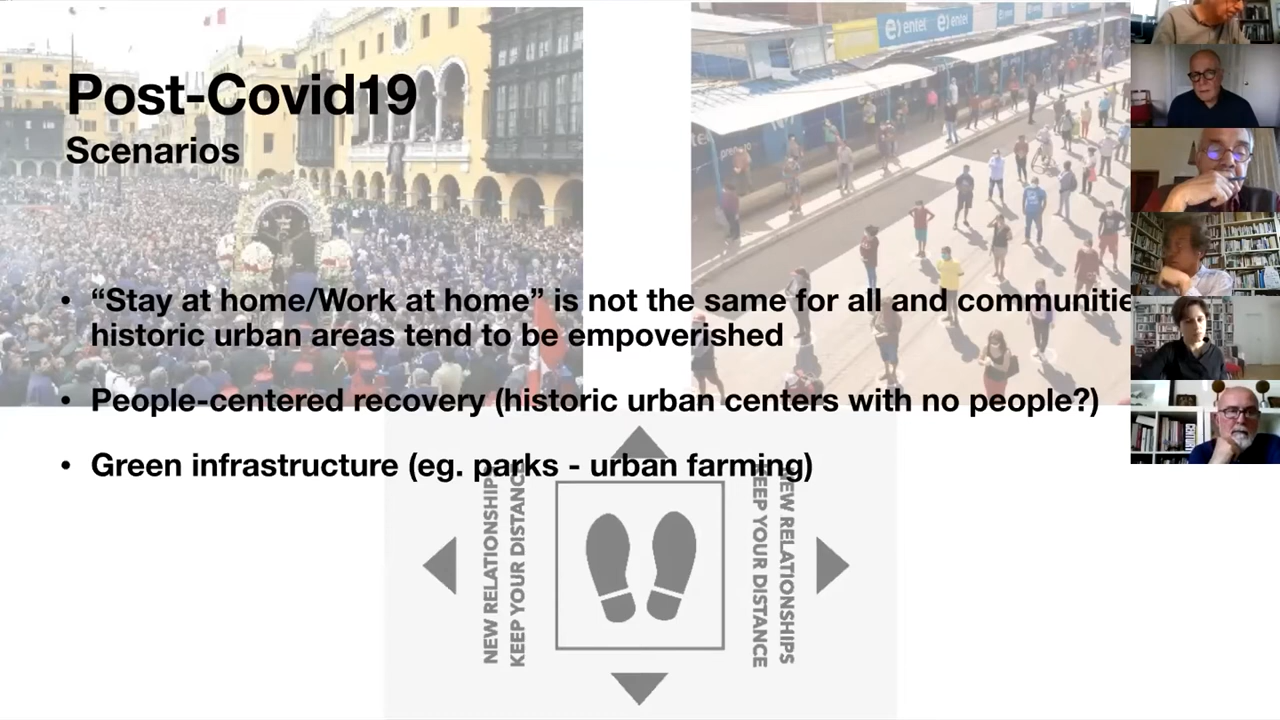 Post-Covid19
Scenarios
entel entel
• “Stay at home/Work at home” is not the same for all and
historic urban areas tend to be empoverished
• People-centered recovery (historic urban centers with no people?)
• Green infrastructure (eg. parks - urban farming)
NEW RELATIONSHIPS
KEEP YOUR DISTANCE
KEEP YOUR DISTANCE
NEW RELATIONSHIPS